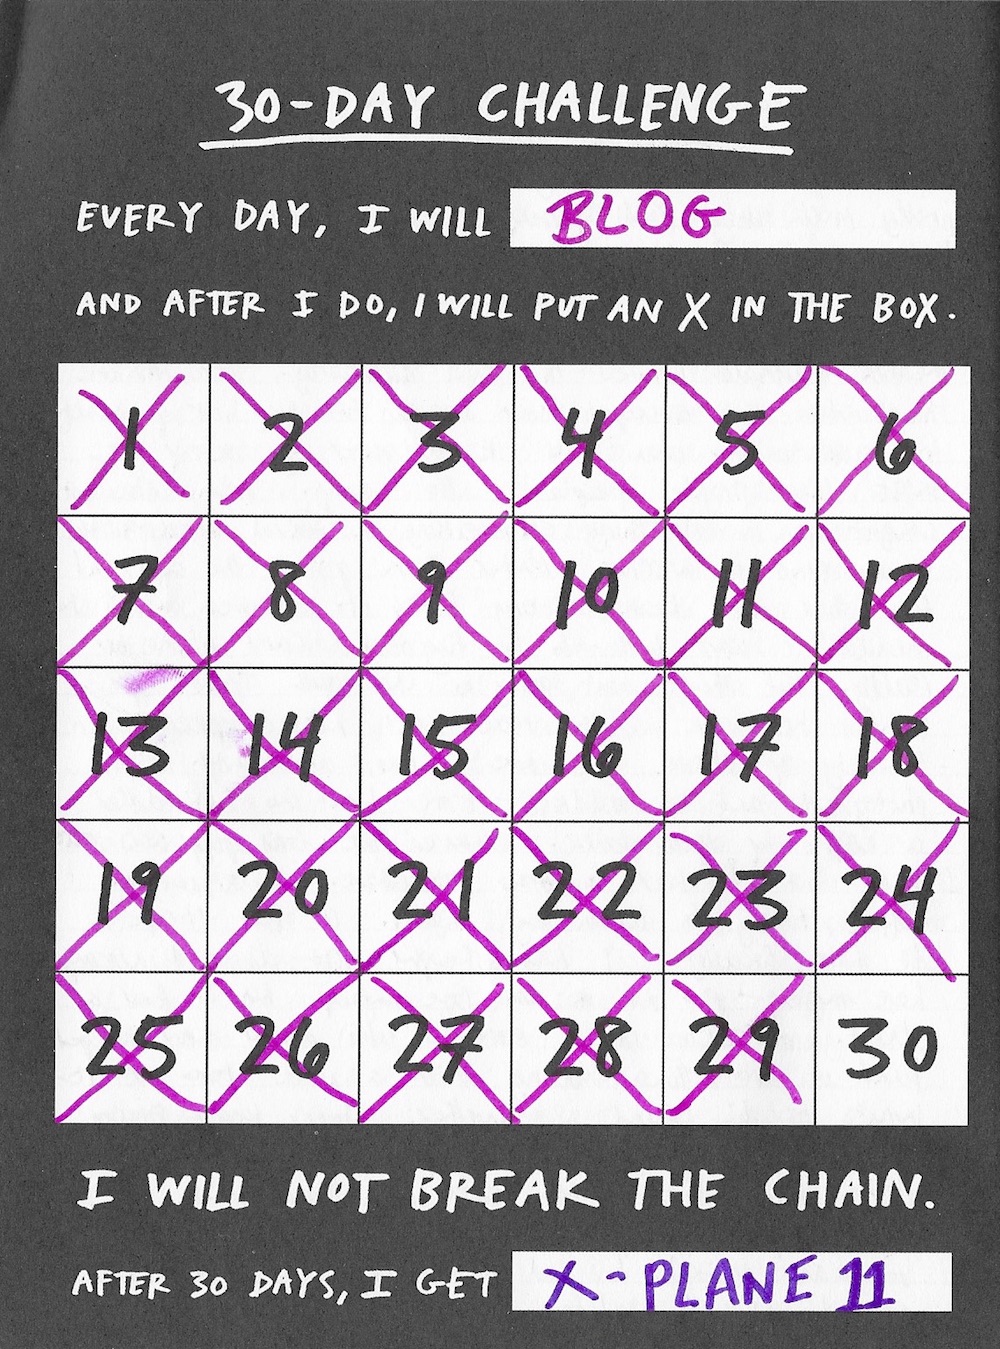 30-DAY CHALLENGE
EVERY DAY, I WILL BLOG
AND AFTER I DO, I WILL PUT AN X IN THE BOX.
1 2 3 4 5 6
7 8 9 10 11 12
13 14 15 16 17 18
19 20 21 22 23 24
25 26 27 28 29 30
I WILL NOT BREAK THE CHAIN.
AFTER 30 DAYS, I GET X-PLANE 11